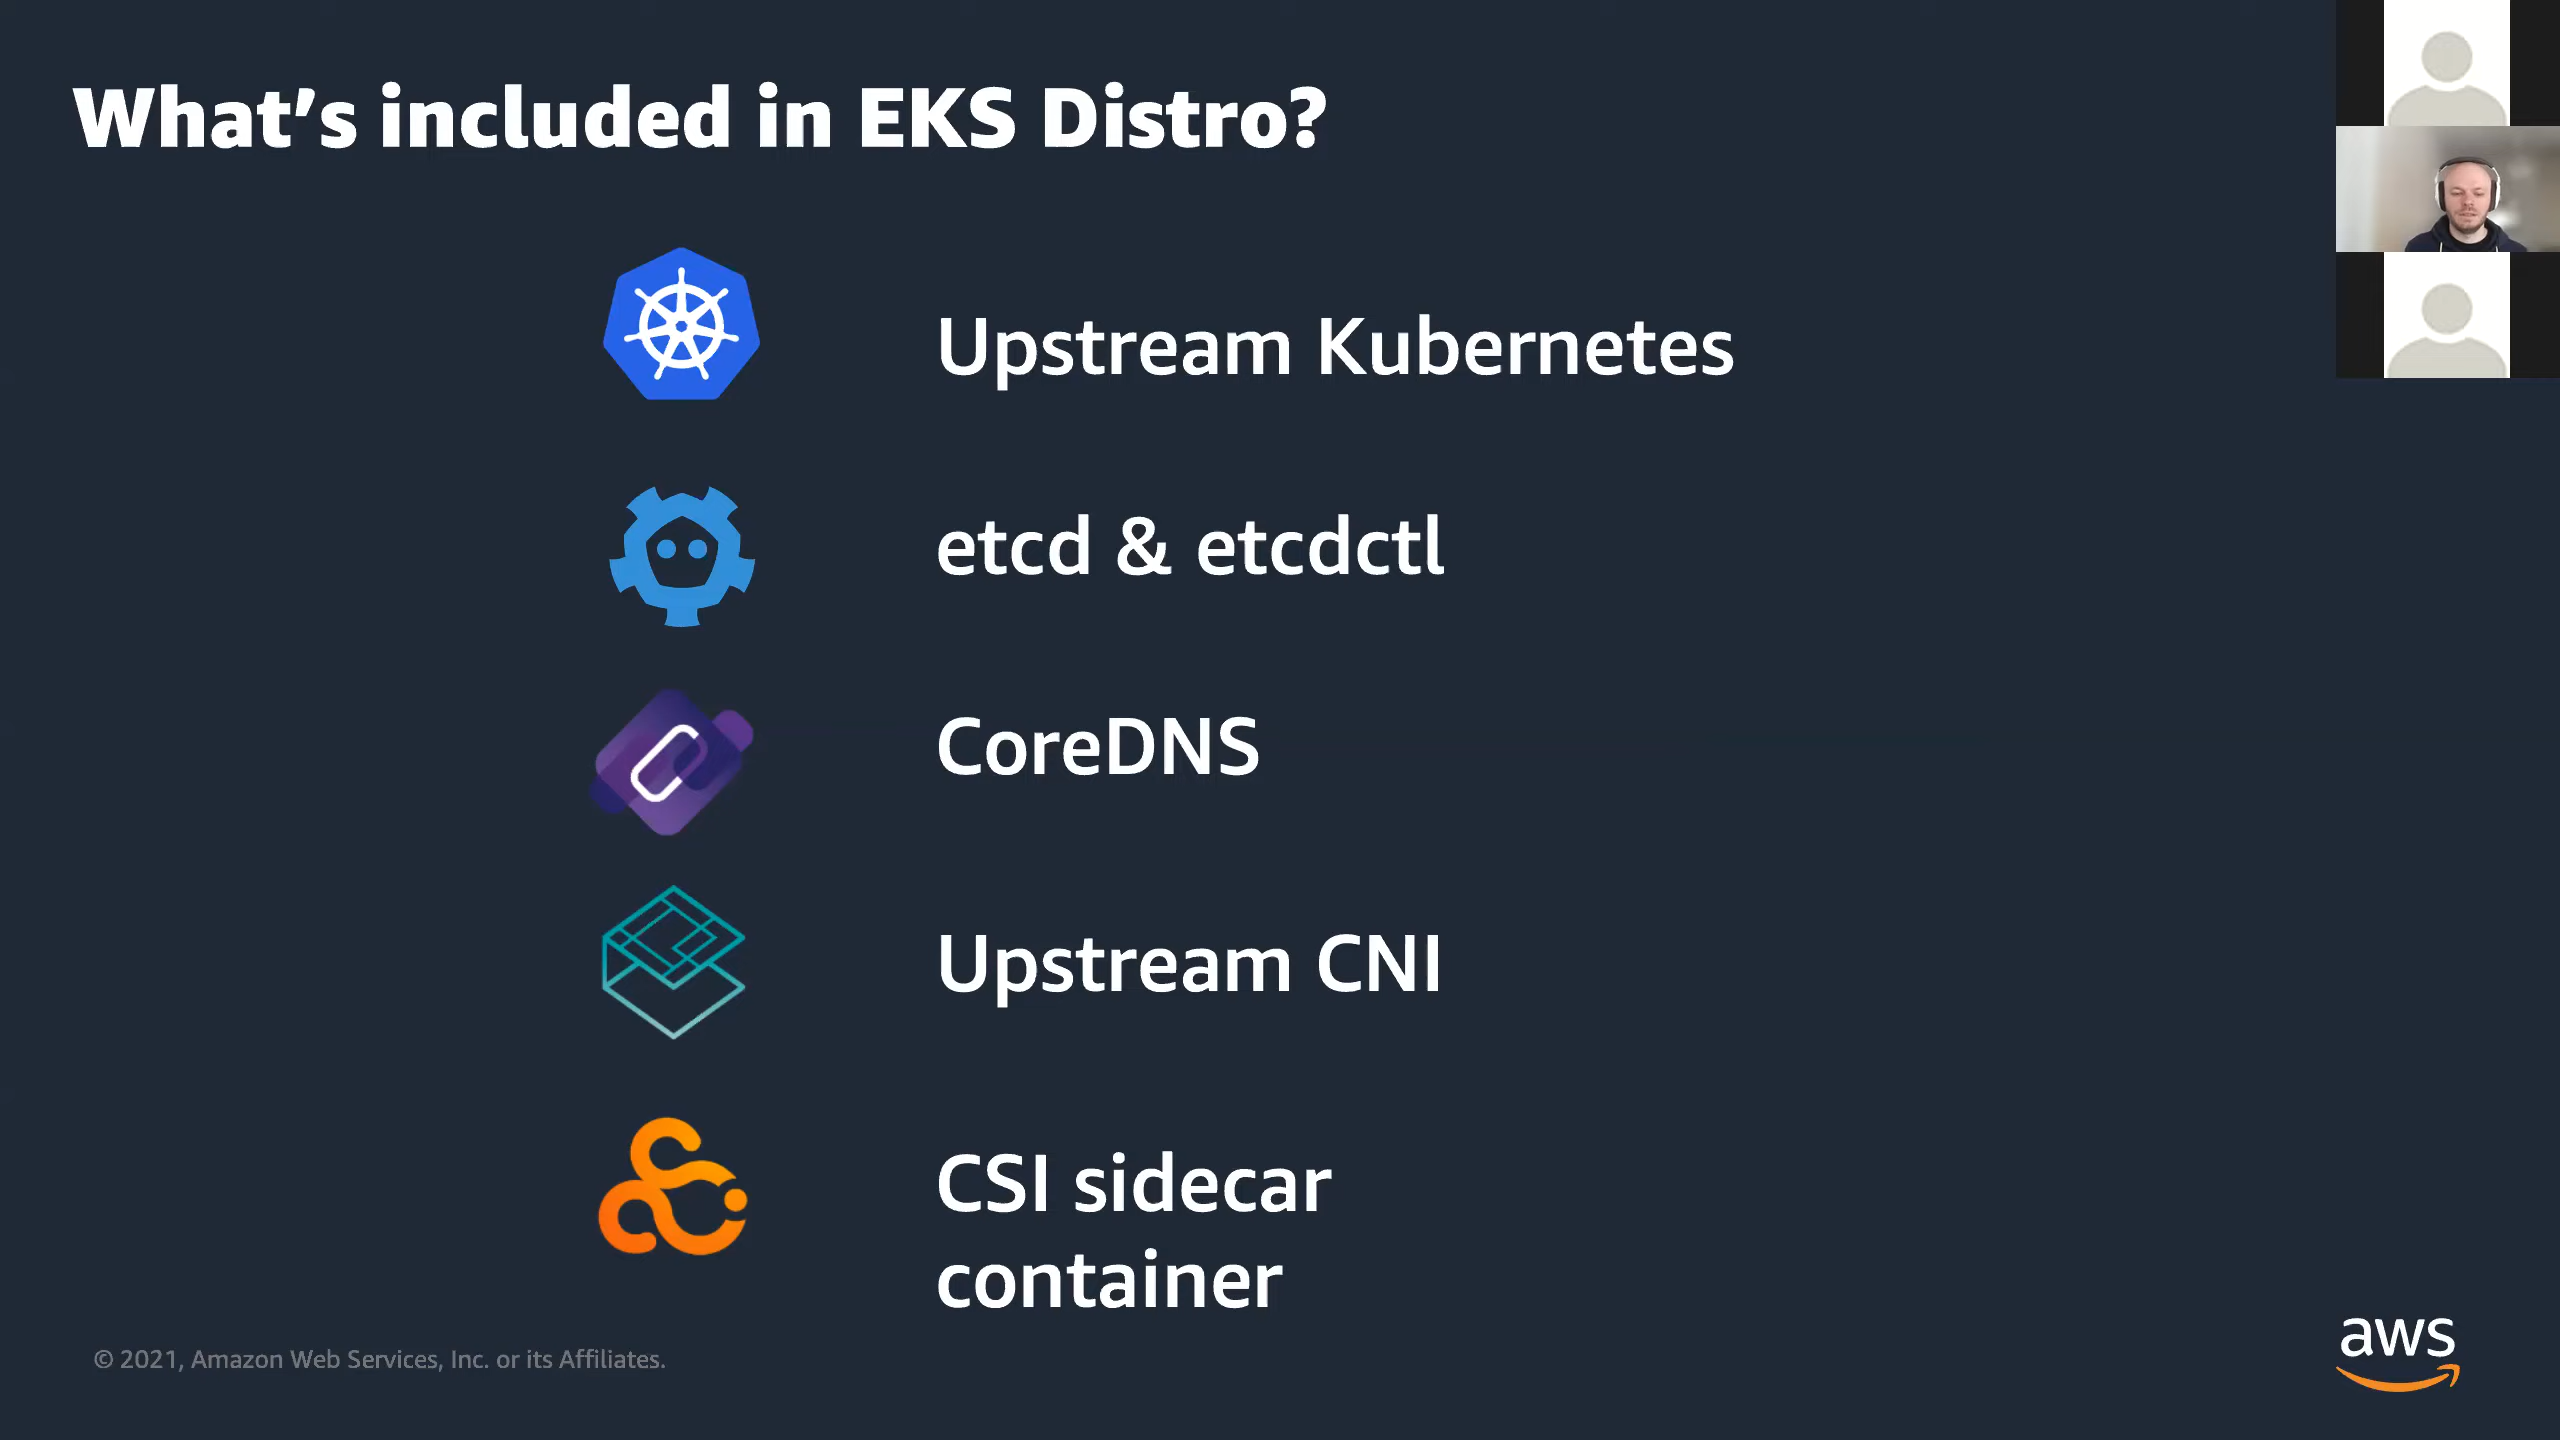 What’s included in EKS Distro?
Upstream Kubernetes
etcd & etcdctl
CoreDNS
Upstream CNI
CSI sidecar
container
© 2021, Amazon Web Services, Inc. or its Affiliates.
aws